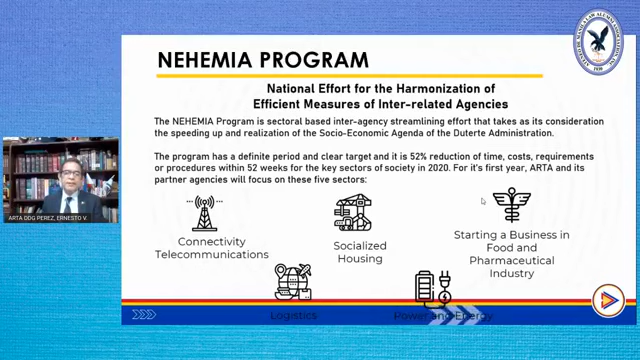 NEHEMIA PROGRAM
National Effort for the Harmonization of
Efficient Measures of Inter-related Agencies
The NEHEMIA Program is sectoral based inter-agency streamlining effort that takes as its consideration
the speeding up and realization of the Socio-Economic Agenda of the Duterte Administration.
The program has a definite period and clear target and it is 52% reduction of time, costs, requirements
or procedures within 52 weeks for the key sectors of society in 2020. For it's first year, ARTA and its
partner agencies will focus on these five sectors:
Connectivity
Telecommunications
Socialized
Housing
Starting a Business in
Food and
Pharmaceutical
Industry
Logistics
Power and Energy
ARTA DDG PEREZ, ERNESTO V.